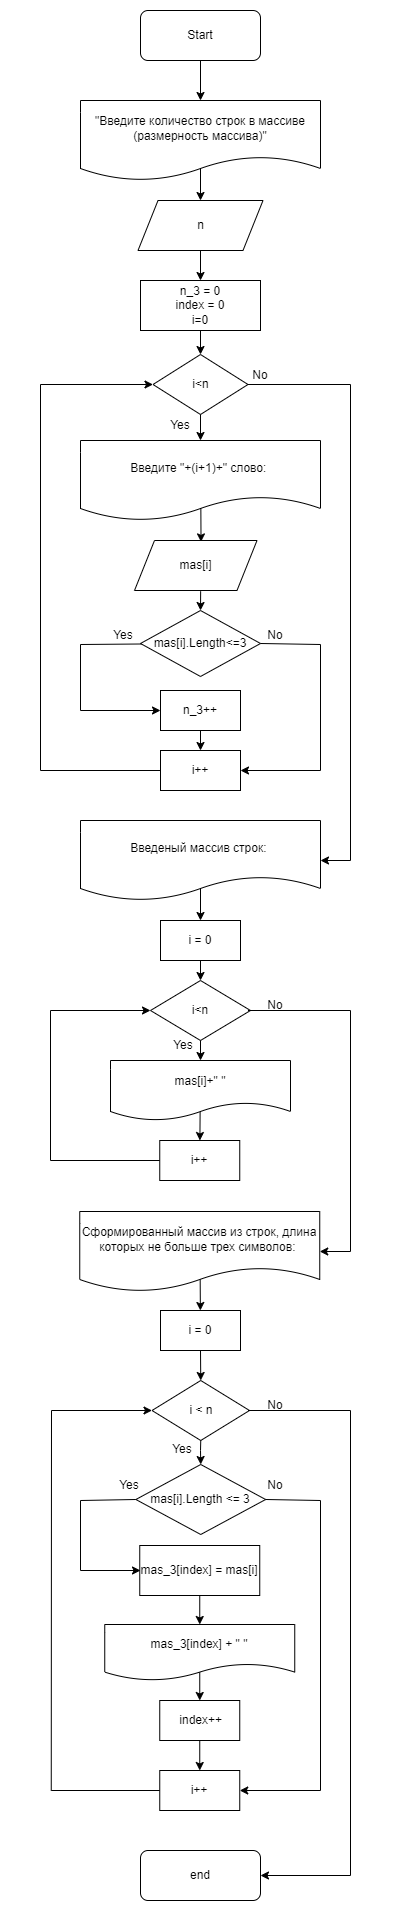 Start
"Введите количество строк в массиве
(размерность массива)"
n
n_3 = 0
index = 0
i=0
i<n
No
Yes
Введите "+(i+1)+" слово:
mas[i]
Yes
mas[i].Length<=3
No
n_3++
i++
Введеный массив строк:
i = 0
i<n
No
Yes
mas[i]+" "
i++
Сформированный массив из строк, длина
которых не больше трех символов:
i = 0
i < n
No
Yes
Yes
mas[i].Length <= 3
No
mas_3[index] = mas[i]
mas_3[index] + " "
index++
i++
end